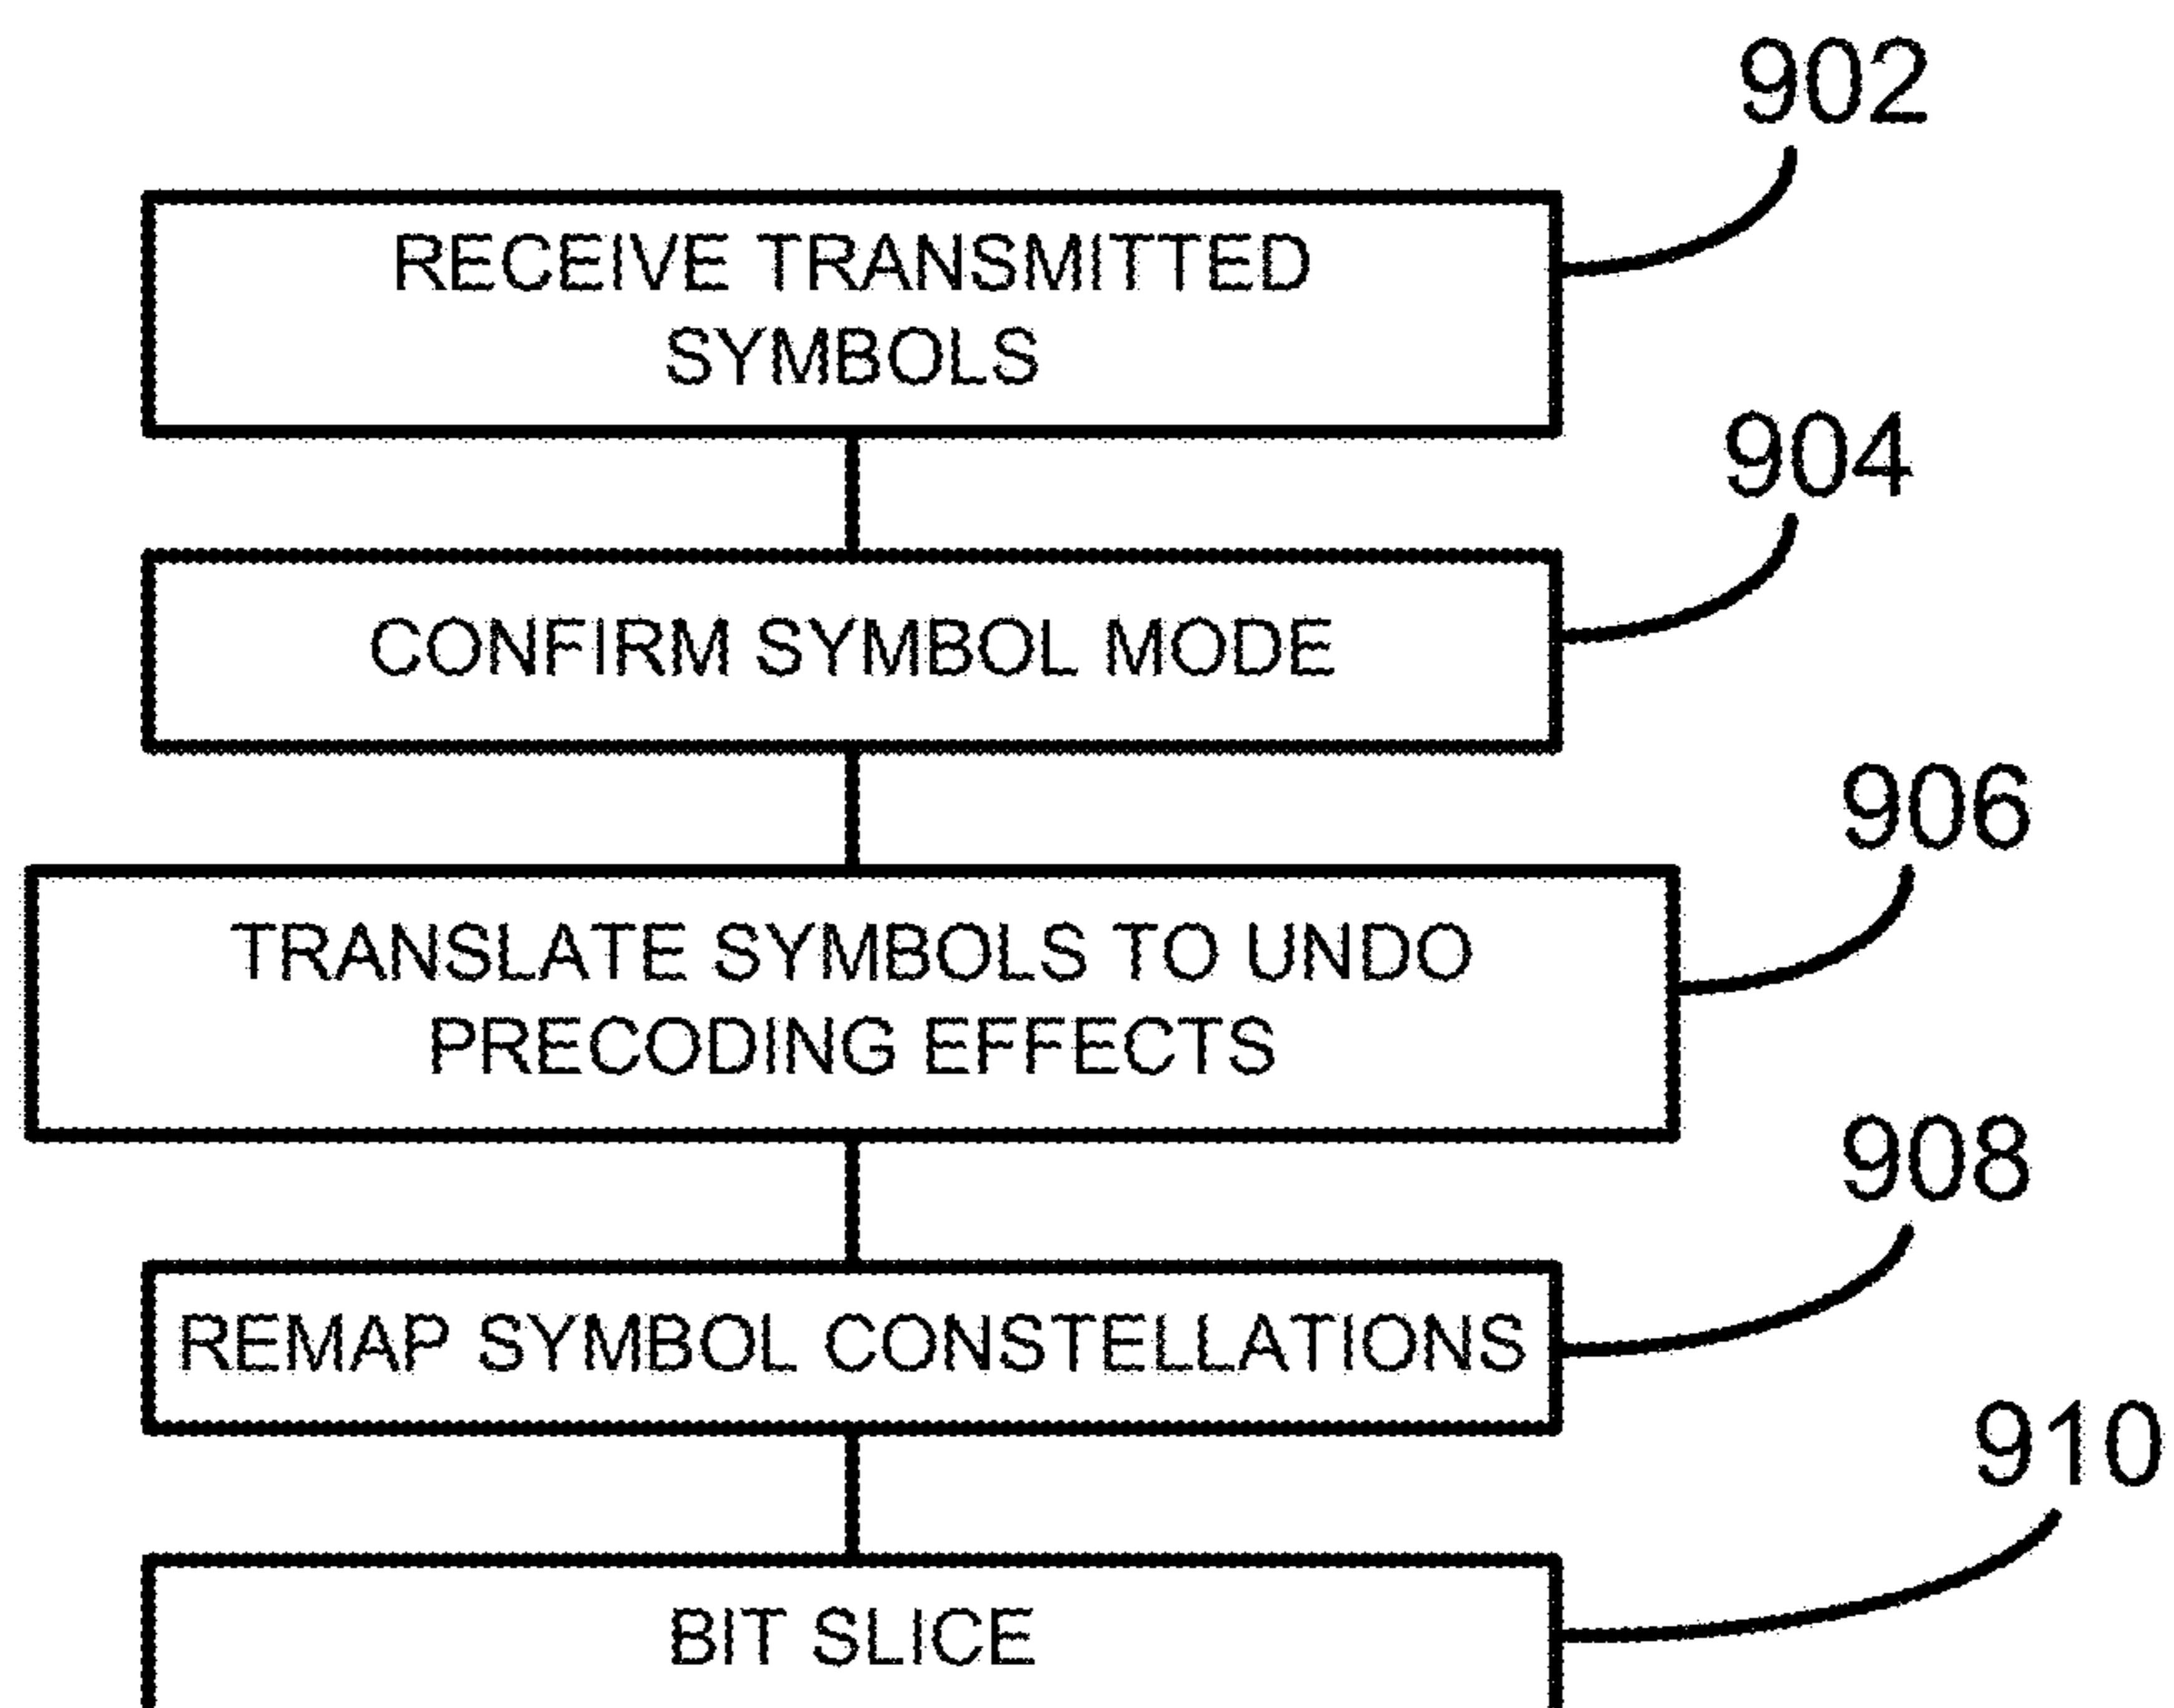 902
RECEIVE TRANSMITTED
SYMBOLS
904
CONFIRM SYMBOL MODE
906
TRANSLATE SYMBOLS TO UNDO
PRECODING EFFECTS
908
REMAP SYMBOL CONSTELLATIONS
910
BIT SLICE